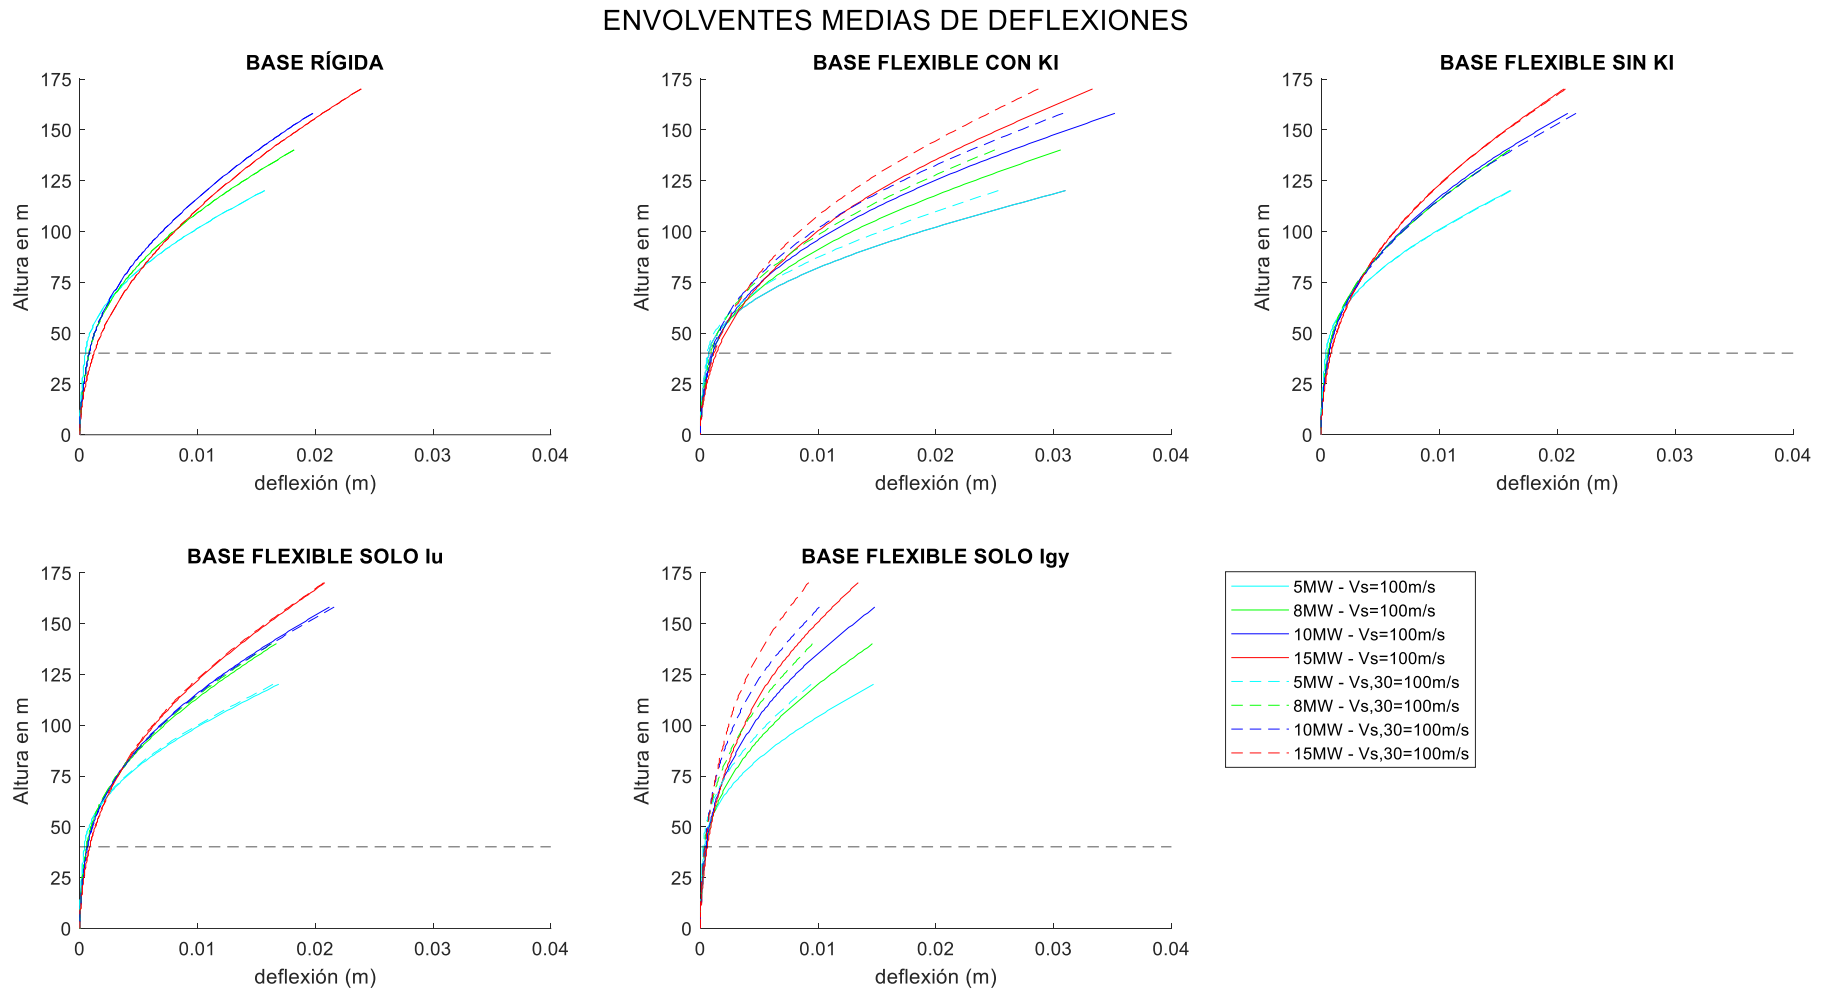 ENVOLVENTES MEDIAS DE DEFLEXIONES
BASE RÍGIDA
175
150
125
100
75
50
25
0
Altura en m
0 0.01 0.02 0.03 0.04
deflexión (m)
BASE FLEXIBLE CON KI
175
150
125
100
75
50
25
0
Altura en m
0 0.01 0.02 0.03 0.04
deflexión (m)
BASE FLEXIBLE SIN KI
175
150
125
100
75
50
25
0
Altura en m
0 0.01 0.02 0.03 0.04
deflexión (m)
BASE FLEXIBLE SOLO Iu
175
150
125
100
75
50
25
0
Altura en m
0 0.01 0.02 0.03 0.04
deflexión (m)
BASE FLEXIBLE SOLO Igy
175
150
125
100
75
50
25
0
Altura en m
0 0.01 0.02 0.03 0.04
deflexión (m)
5MW - Vs=100m/s
8MW - Vs=100m/s
10MW - Vs=100m/s
15MW - Vs=100m/s
5MW - Vs,30=100m/s
8MW - Vs,30=100m/s
10MW - Vs,30=100m/s
15MW - Vs,30=100m/s